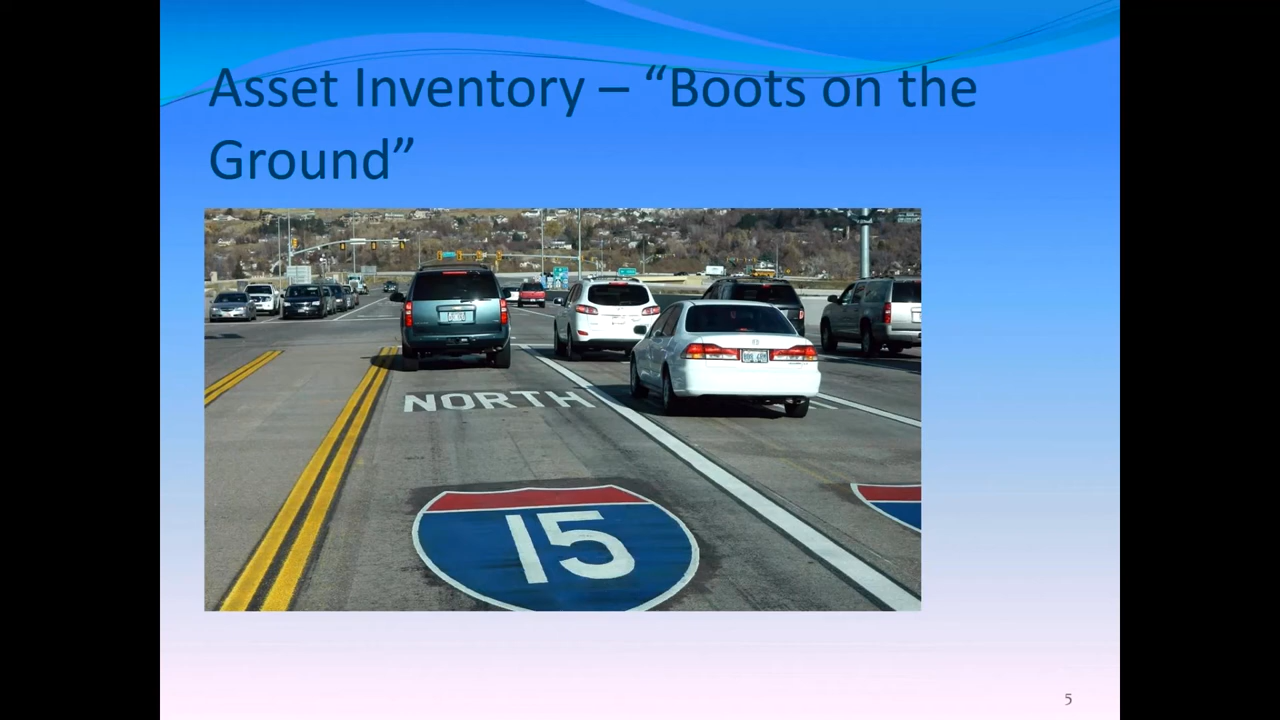 Asset Inventory – “Boots on the
Ground”
NORTH
15
5